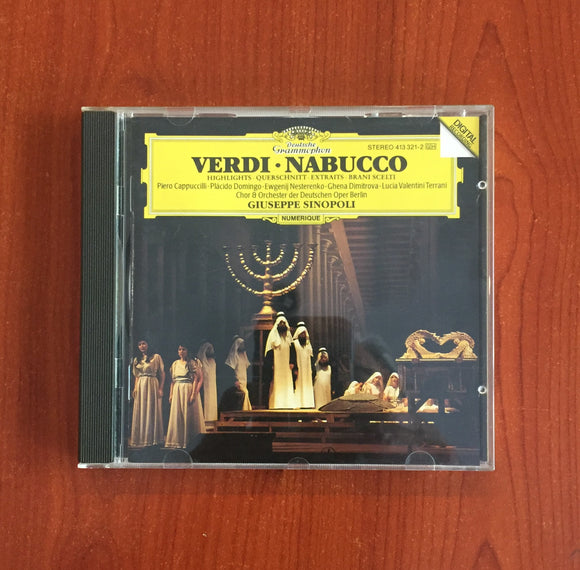 Deutsche
Grammophon
STEREO 413 321-2
DIGITAL
VERDI · NABUCCO
HIGHLIGHTS · QUERSCHNITT · EXTRAITS · BRANI SCELTI
Piero Cappuccilli · Plácido Domingo · Ewgenij Nesterenko · Ghena Dimitrova · Lucia Valentini Terrani
Chor & Orchester der Deutschen Oper Berlin
GIUSEPPE SINOPOLI
NUMERIQUE